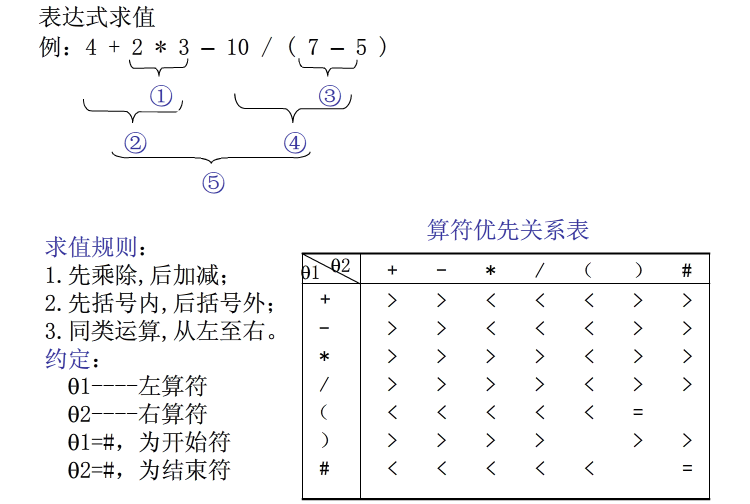 表达式求值
例：4 + 2 * 3 – 10 / ( 7 – 5 )
① ③
② ④
⑤
求值规则：
1.先乘除,后加减；
2.先括号内,后括号外；
3.同类运算,从左至右。
约定：
θ1----左算符
θ2----右算符
θ1=#, 为开始符
θ2=#, 为结束符
算符优先关系表
θ1 θ2 + - * / ( ) #
+ > > < < < > >
- > > < < < > >
* > > > > < > >
/ > > > > < > >
( < < < < < =
) > > > > > >
# < < < < < =